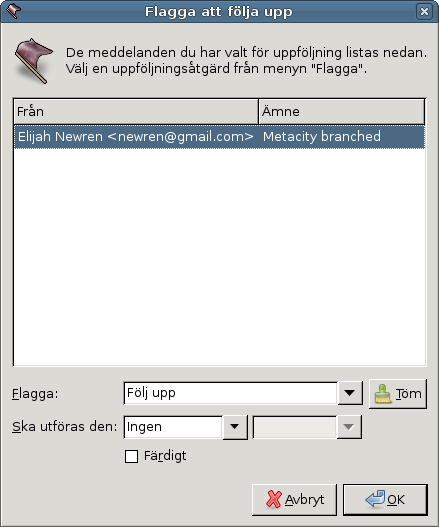 Flagga att följa upp
De meddelanden du har valt för uppföljning listas nedan.
Välj en uppföljningsåtgärd från menyn "Flagga".
Från Ämne
Elijah Newren <newren@gmail.com> Metacity branched
Flagga: Följ upp Töm
Ska utföras den: Ingen
Färdigt
Avbryt OK